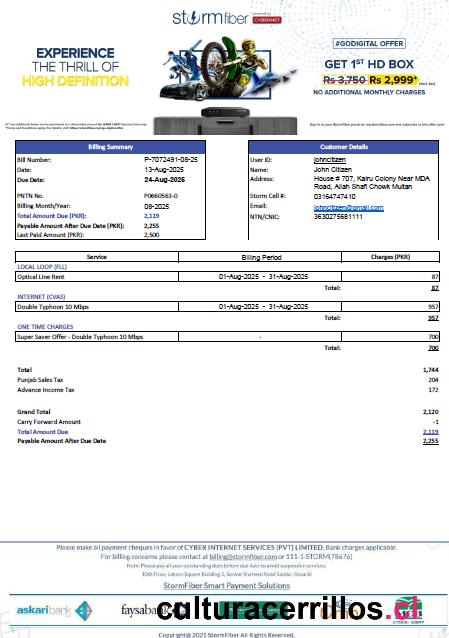 stormfiber powered by CYBERNET
EXPERIENCE
THE THRILL OF
HIGH DEFINITION
#GODIGITAL OFFER
GET 1ST HD BOX
Rs 3,750 Rs 2,999*
NO ADDITIONAL MONTHLY CHARGES
Sign in to your StormFiber portal on my.stormfiber.com and subscribe to this offer now!
Billing Summary
Bill Number: P-7072491-08-25
Date: 13-Aug-2025
Due Date: 24-Aug-2025
PNTN No. P0660563-0
Billing Month/Year: 08-2025
Total Amount Due (PKR): 2,119
Payable Amount After Due Date (PKR): 2,255
Last Paid Amount (PKR): 2,500
Customer Details
User ID: johncitizen
Name: John Citizen
Address: House # 707, Kairu Colony Near MDA
Road, Allah Shafi Chowk Multan
Storm Cell #: 03164747410
Email: johncitizen@gmail.com
NTN/CNIC: 3630275681111
Service Billing Period Charges (PKR)
LOCAL LOOP (FLL)
Optical Line Rent 01-Aug-2025 - 31-Aug-2025 87
Total: 87
INTERNET (CVAS)
Double Typhoon 10 Mbps 01-Aug-2025 - 31-Aug-2025 957
Total: 957
ONE TIME CHARGES
Super Saver Offer - Double Typhoon 10 Mbps - 700
Total: 700
Total 1,744
Punjab Sales Tax 204
Advance Income Tax 172
Grand Total 2,120
Carry Forward Amount -1
Total Amount Due 2,119
Payable Amount After Due Date 2,255
Please make all payment cheques in favor of CYBER INTERNET SERVICES (PVT) LIMITED, Bank charges applicable.
For billing concerns please contact at billing@stormfiber.com or 111-1-STORM(78676)
Note: Please pay all your outstanding dues before due date to avoid suspension services.
10th Floor, Lakson Square Building 3, Sarwar Shaheed Road Saddar, Karachi
StormFiber Smart Payment Solutions
askaribank
faysabank
culturacerrillos.cl
Copyright@ 2021 StormFiber All Rights Reserved.